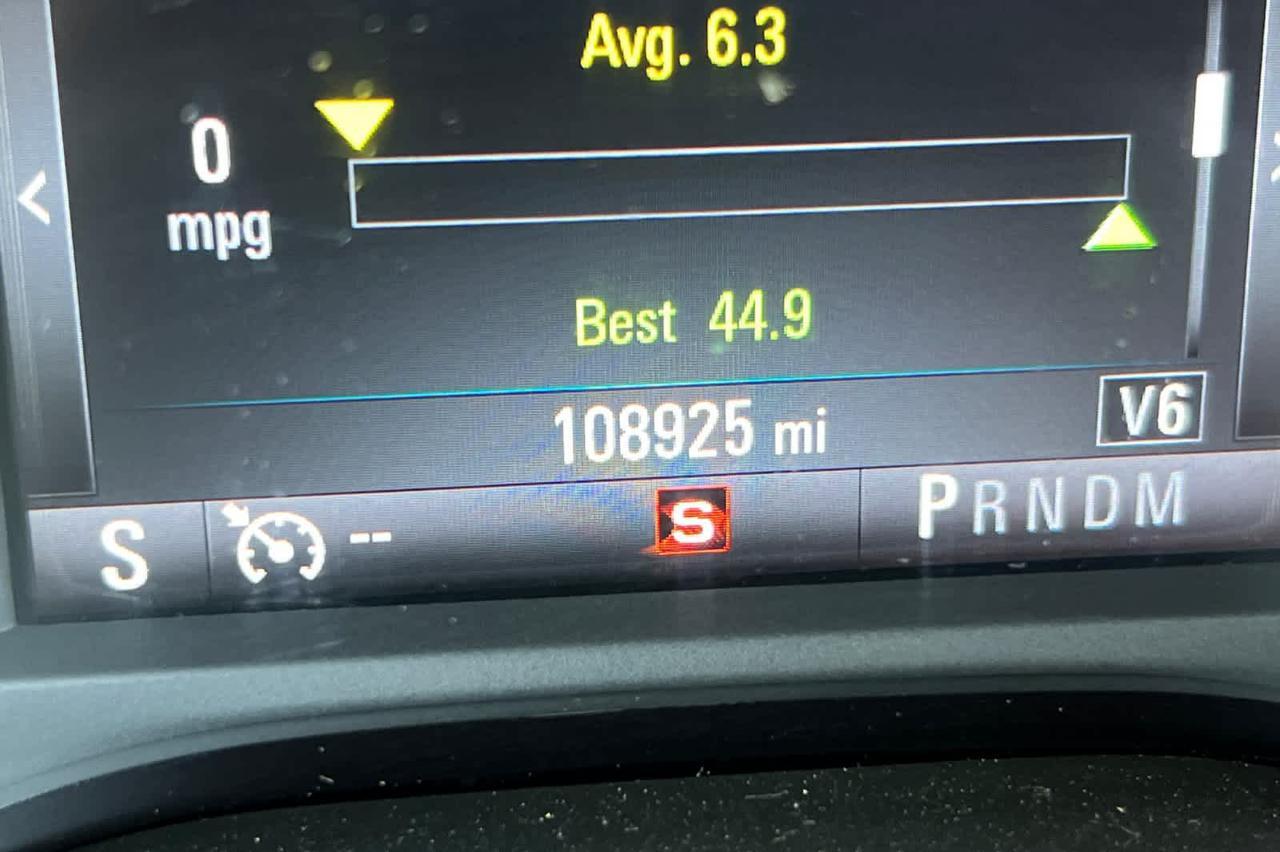 Avg. 6.3
0
mpg
Best 44.9
108925 mi
V6
S
--
S
PRNDM